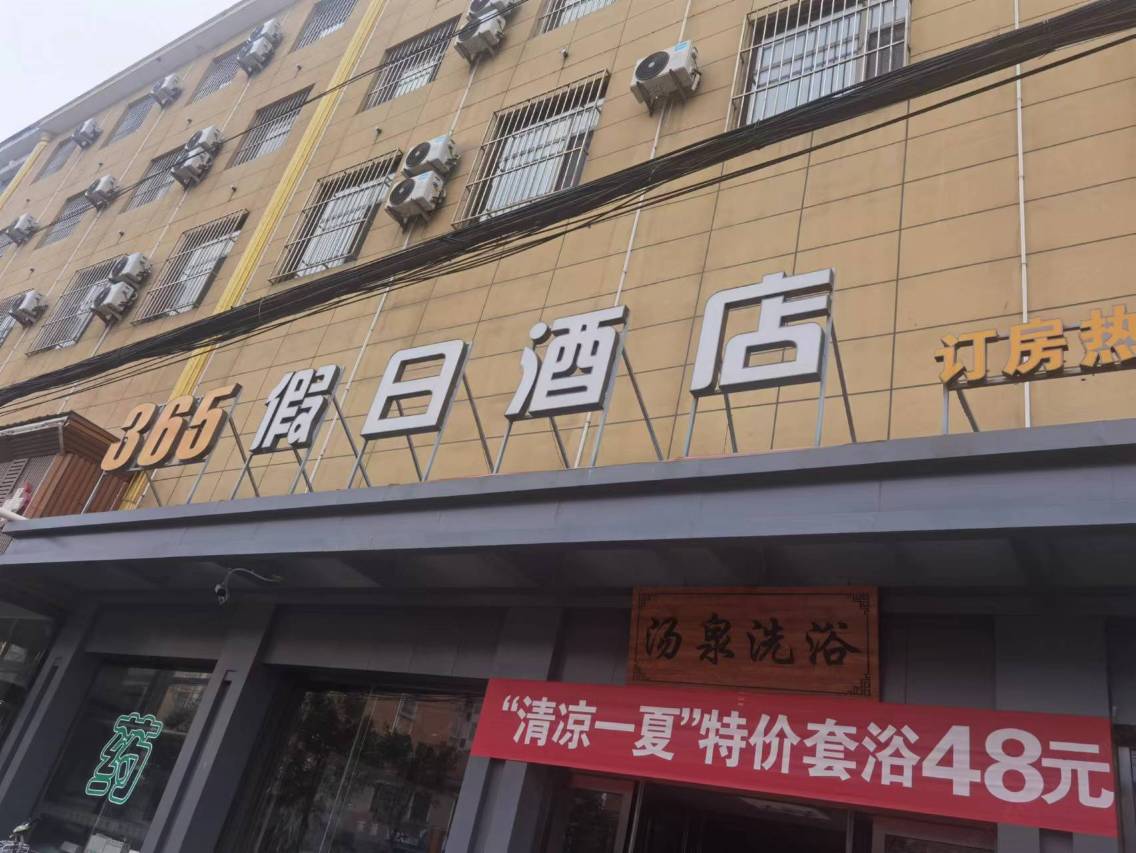 365假日酒店
订房热
汤泉洗浴
“清凉一夏”特价套浴48元
药